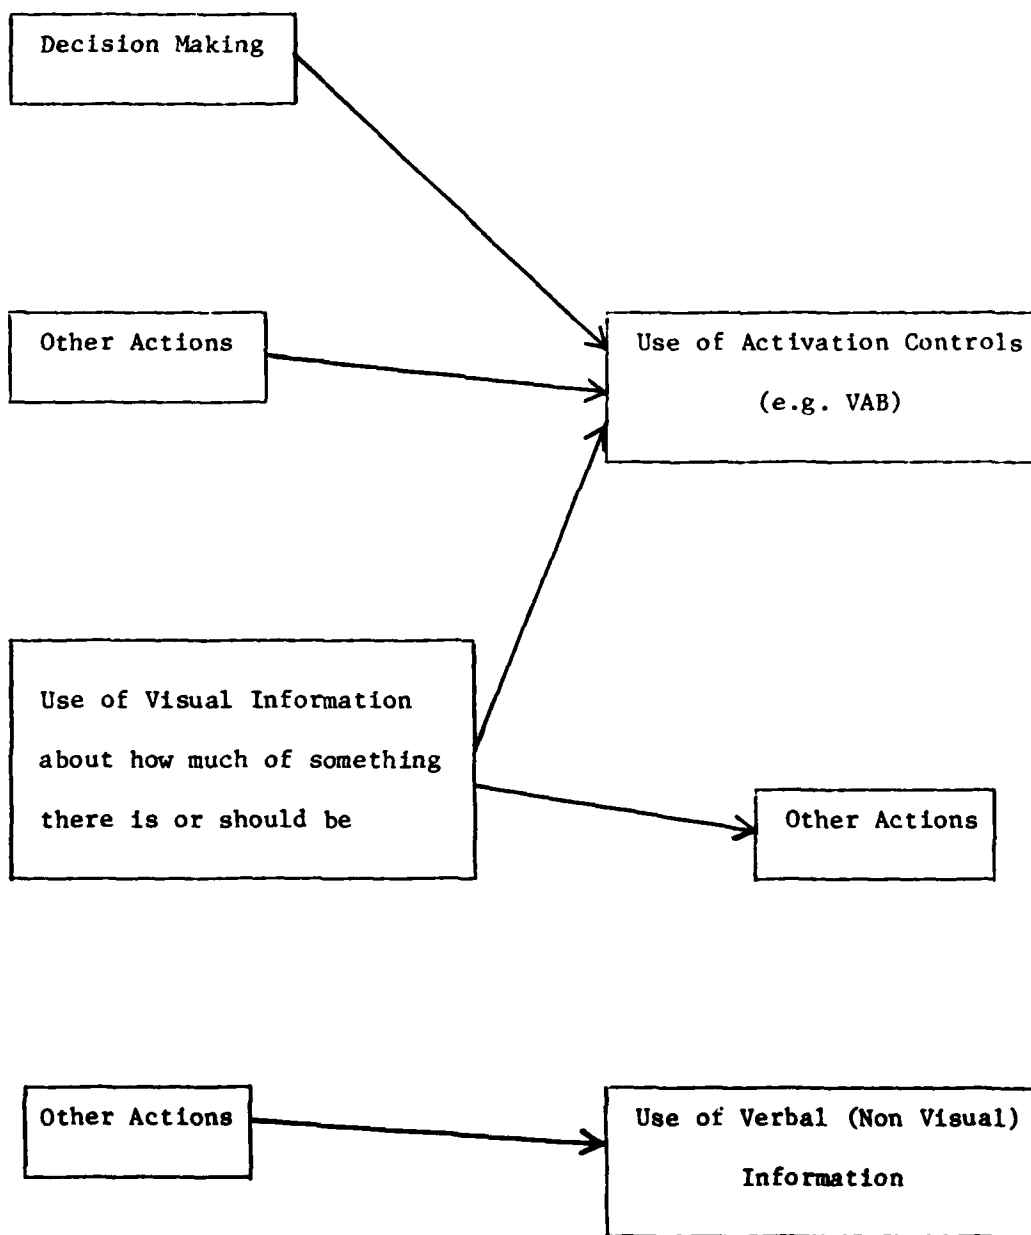 Decision Making
Other Actions
Use of Activation Controls
(e.g. VAB)
Use of Visual Information
about how much of something
there is or should be
Other Actions
Other Actions
Use of Verbal (Non Visual)
Information